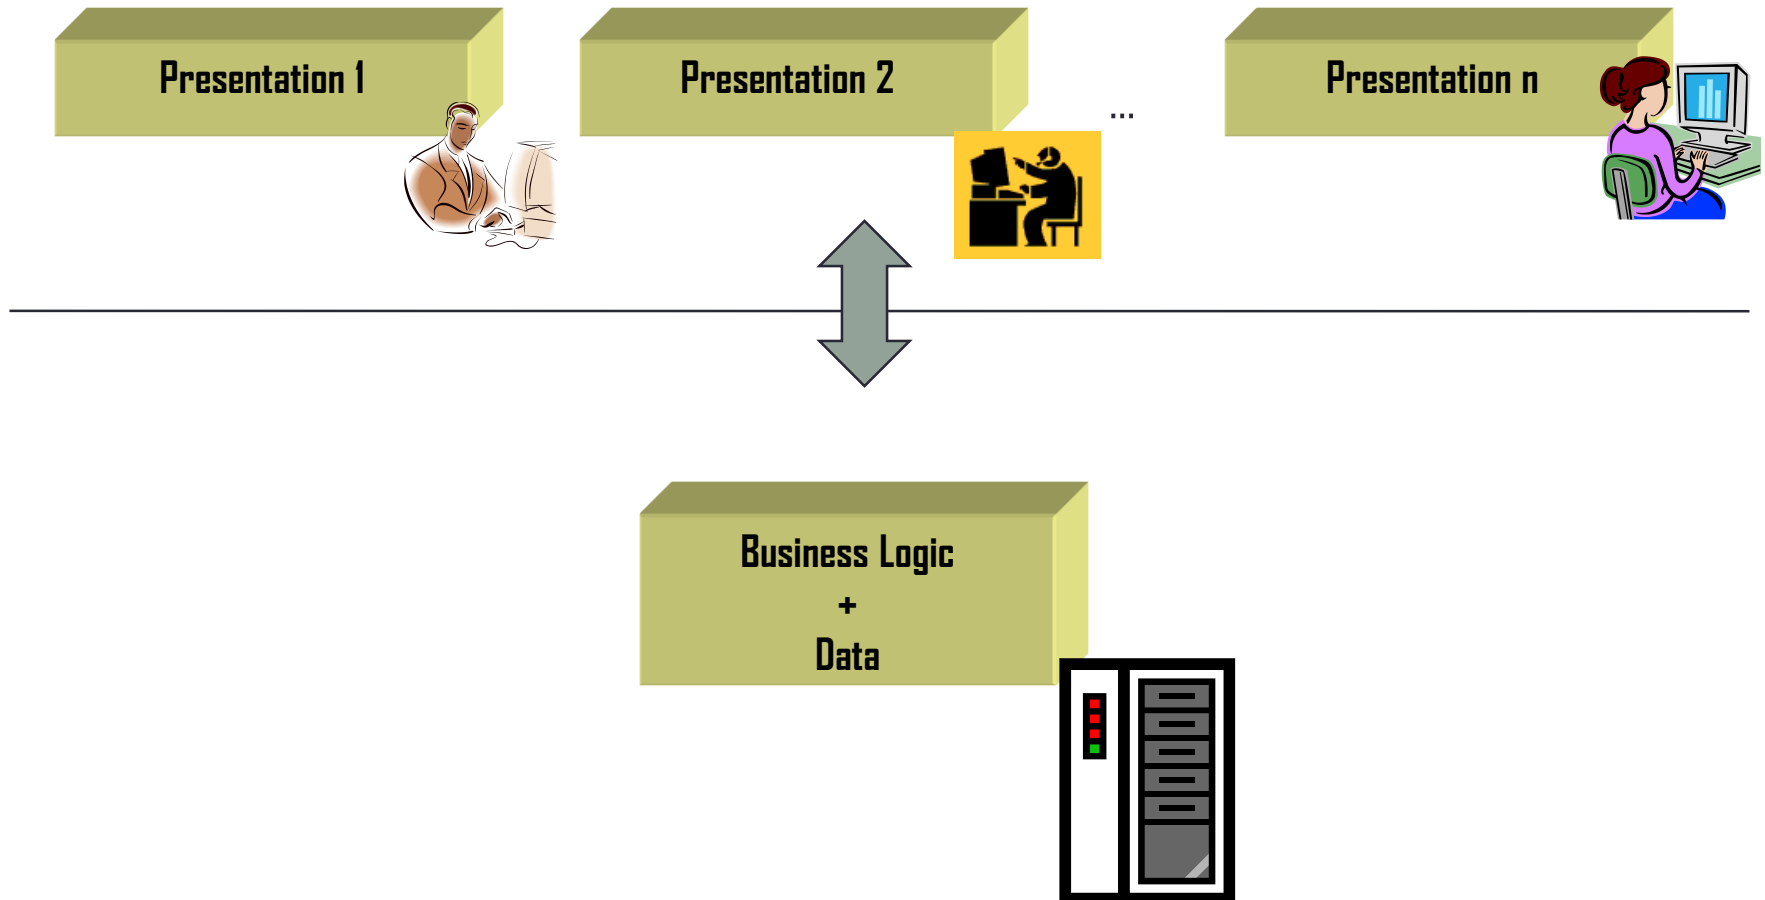 Presentation 1
Presentation 2
...
Presentation n
Business Logic
+
Data